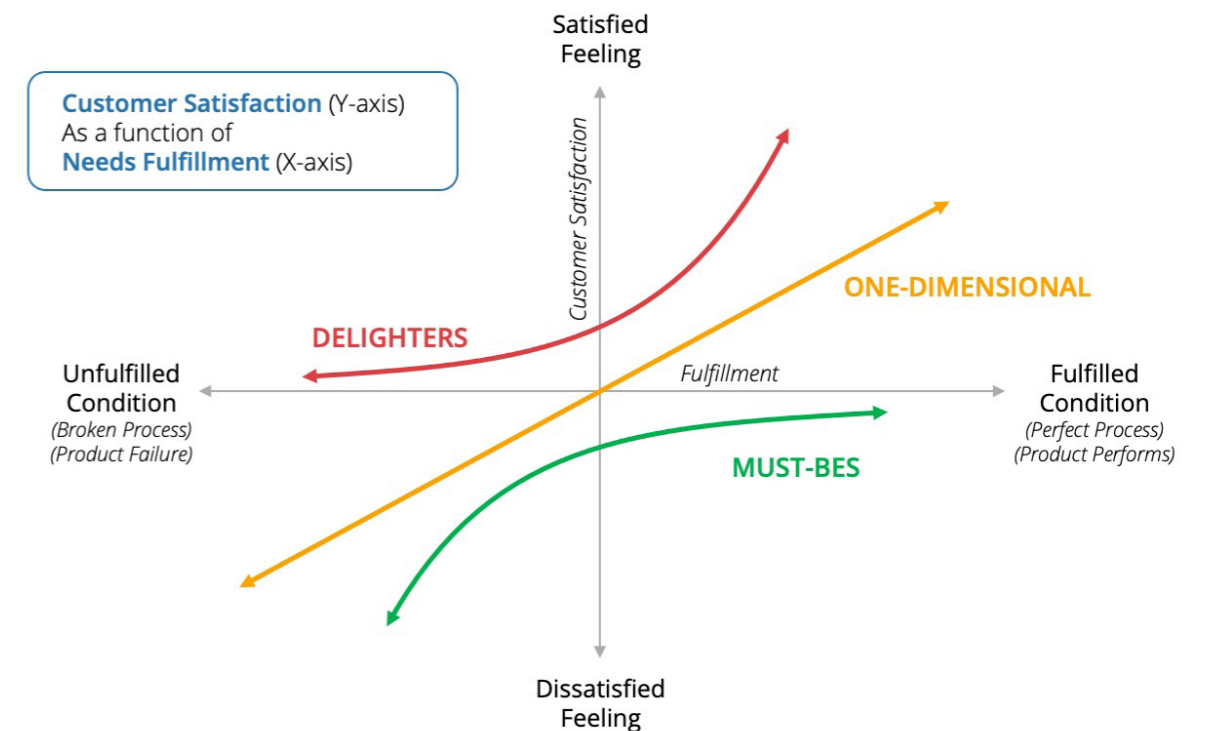 Satisfied
Feeling
Customer Satisfaction (Y-axis)
As a function of
Needs Fulfillment (X-axis)
Customer Satisfaction
ONE-DIMENSIONAL
DELIGHTERS
Unfulfilled
Condition
(Broken Process)
(Product Failure)
Fulfillment
Fulfilled
Condition
(Perfect Process)
(Product Performs)
MUST-BES
Dissatisfied
Feeling